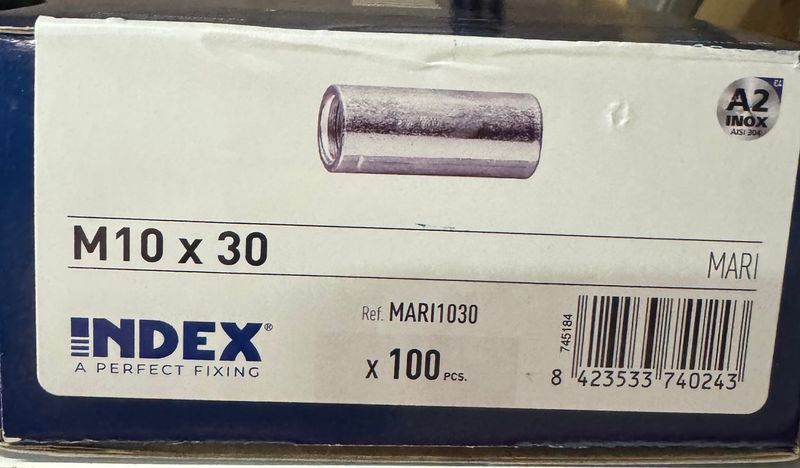 A2
INOX
AISI 304
M10 x 30
MARI
Ref. MARI1030
INDEX®
A PERFECT FIXING
x 100 PCS.
745184
8 423533 740243